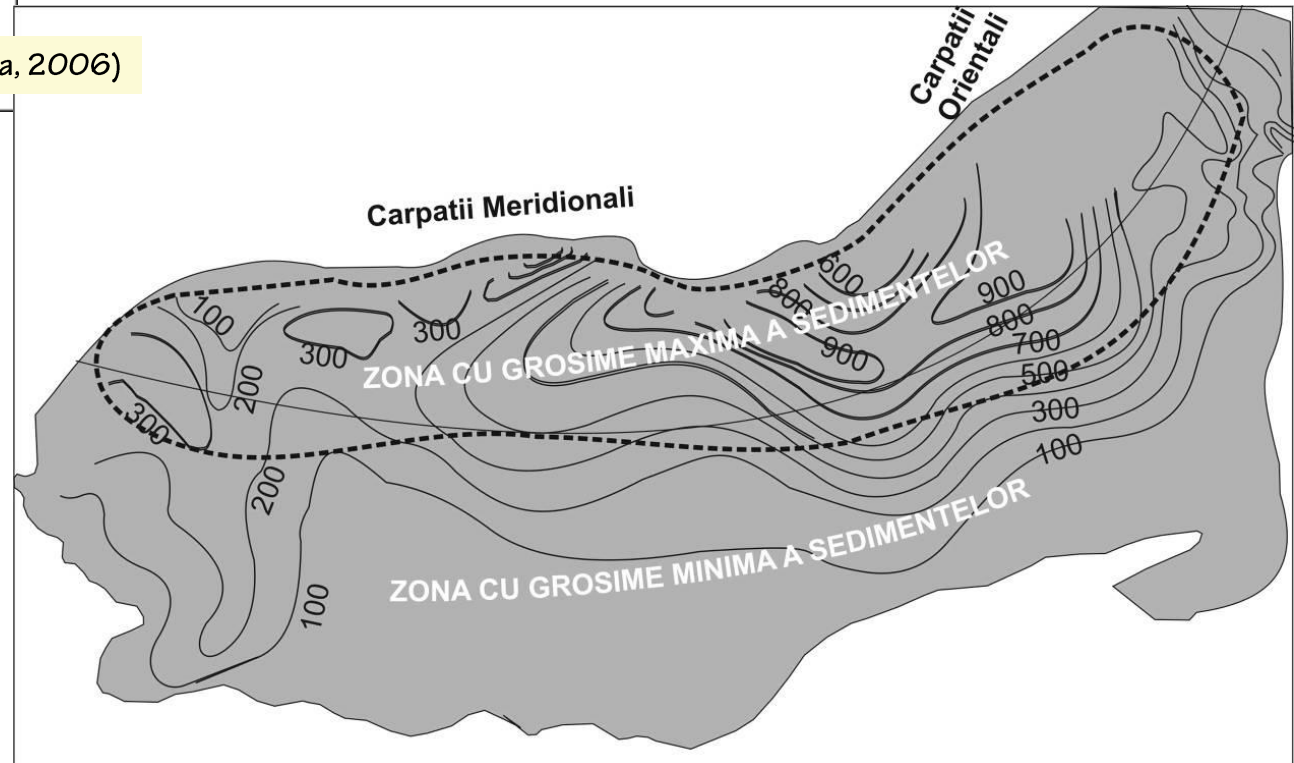 a, 2006)
Carpatii
Orientali
Carpatii Meridionali
600
800
900
900
800
700
500
300
100
100
300
300
200
300
200
100
ZONA CU GROSIME MAXIMA A SEDIMENTELOR
ZONA CU GROSIME MINIMA A SEDIMENTELOR